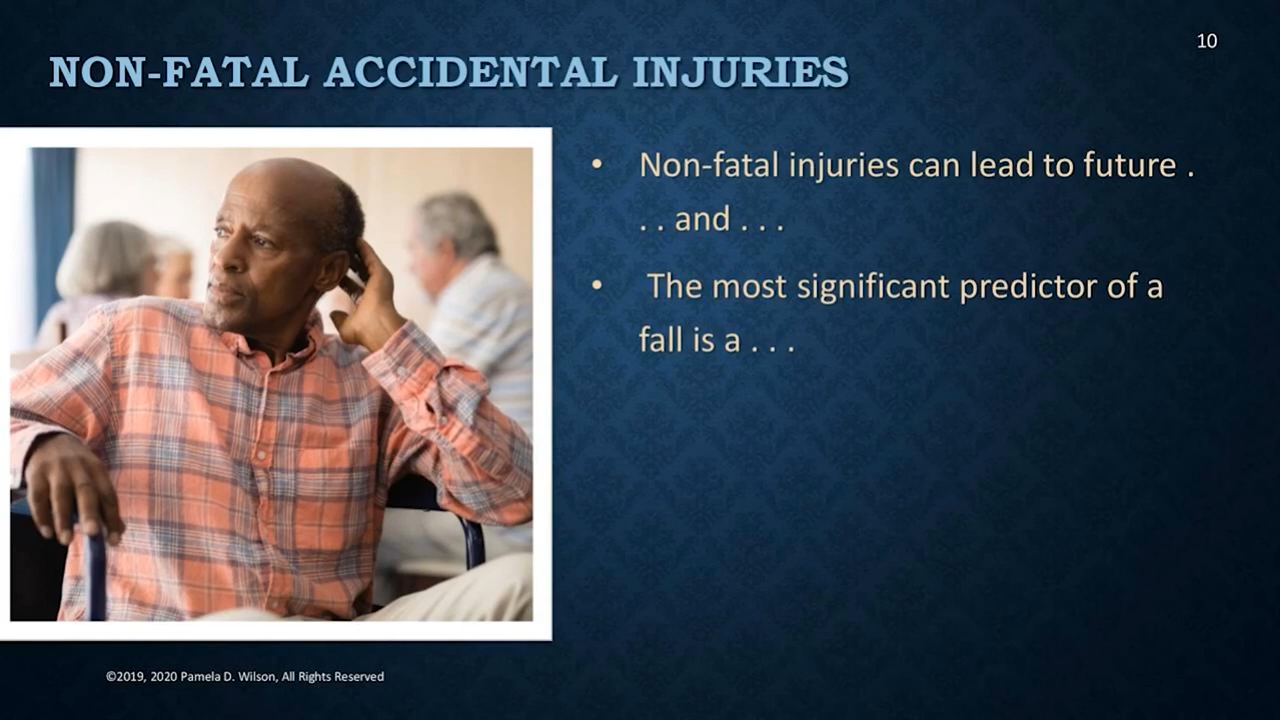 10
NON-FATAL ACCIDENTAL INJURIES
• Non-fatal injuries can lead to future .
. . and . . .
• The most significant predictor of a
fall is a . . .
©2019, 2020 Pamela D. Wilson, All Rights Reserved